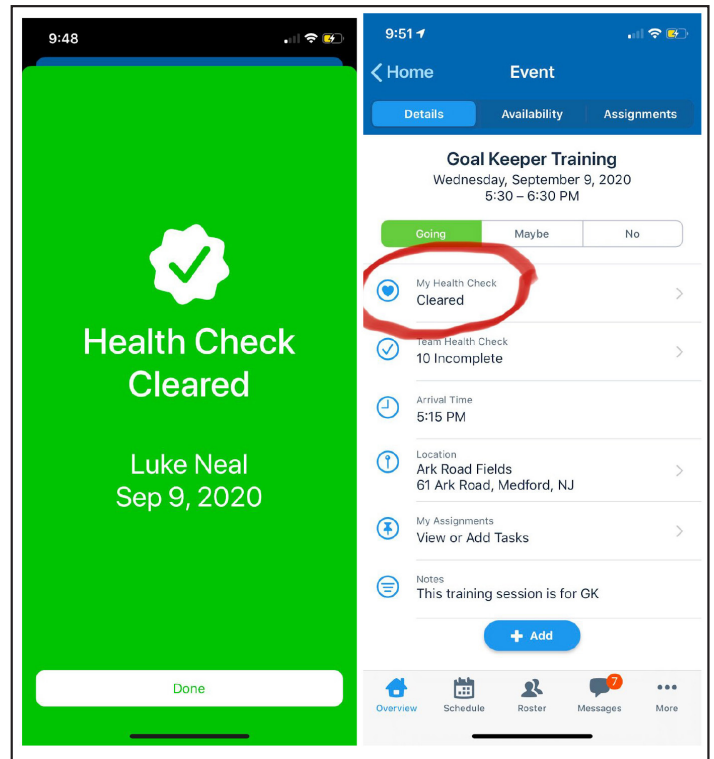 9:48
Health Check
Cleared
Luke Neal
Sep 9, 2020
Done
9:51
Home
Event
Details Availability Assignments
Goal Keeper Training
Wednesday, September 9, 2020
5:30 – 6:30 PM
Going Maybe No
My Health Check
Cleared
Team Health Check
10 Incomplete
Arrival Time
5:15 PM
Location
Ark Road Fields
61 Ark Road, Medford, NJ
My Assignments
View or Add Tasks
Notes
This training session is for GK
+ Add
7
Overview Schedule Roster Messages More